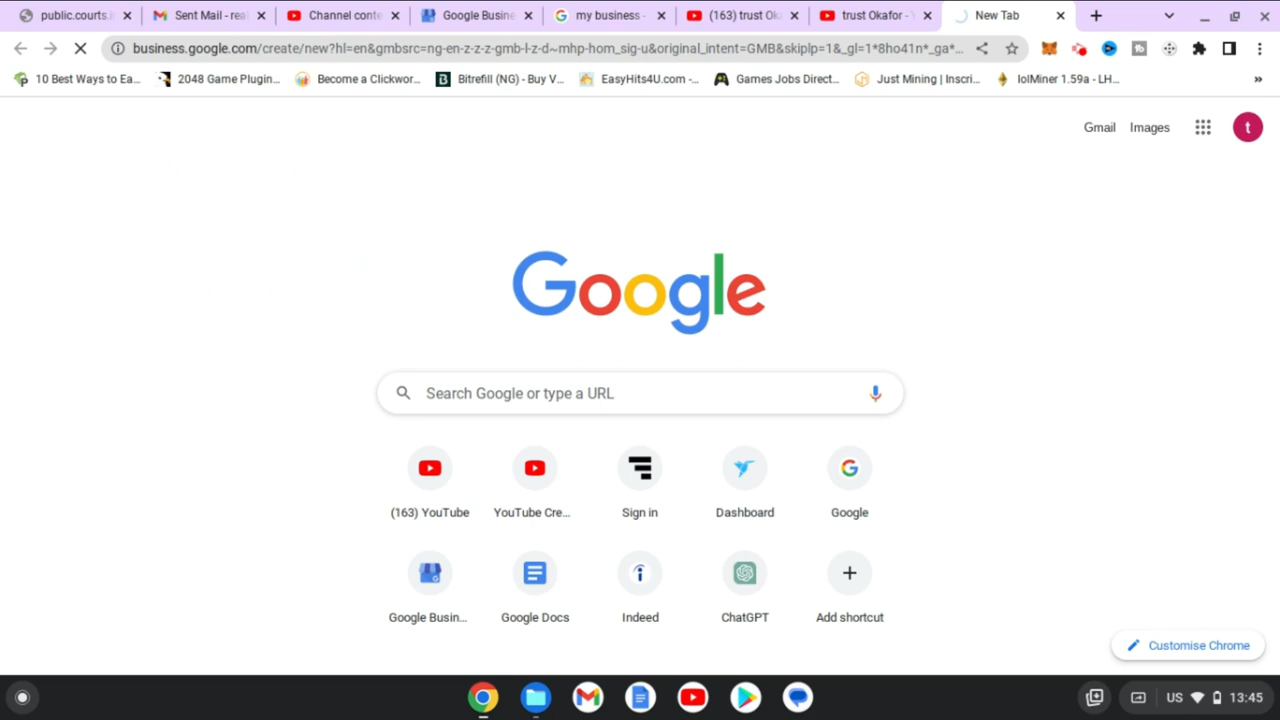 public.courts.i
Sent Mail - rea
Channel conte
Google Busine
my business -
(163) trust Ok
trust Okafor - Y
New Tab
business.google.com/create/new?hl=en&gmbsrc=ng-en-z-z-z-gmb-l-z-d~mhp-hom_sig-u&original_intent=GMB&skiplp=1&_gl=1*8ho41n*_ga*...
10 Best Ways to Ea...
2048 Game Plugin...
Become a Clickwor...
Bitrefill (NG) - Buy V...
EasyHits4U.com -...
Games Jobs Direct...
Just Mining | Inscri...
lolMiner 1.59a - LH...
»
Gmail
Images
t
Google
Search Google or type a URL
(163) YouTube
YouTube Cre...
Sign in
Dashboard
Google
Google Busin...
Google Docs
Indeed
ChatGPT
Add shortcut
Customise Chrome
US
13:45